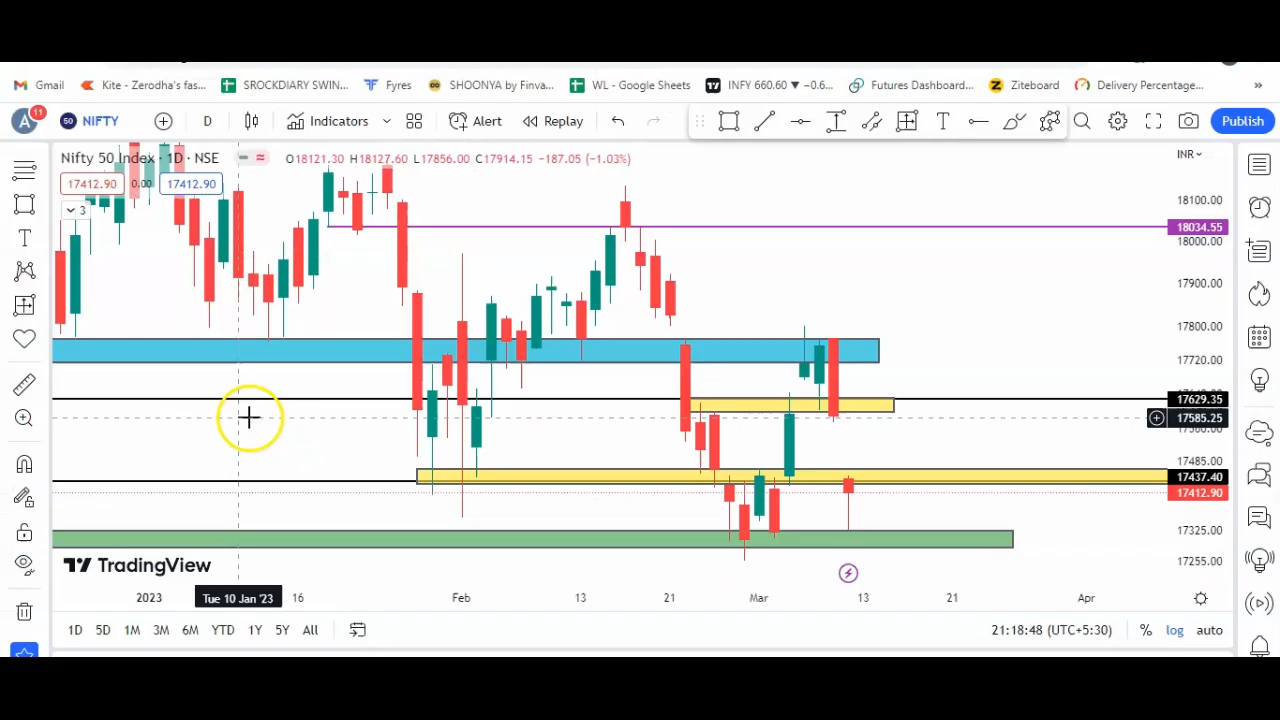 Gmail Kite - Zerodha's fas... SROCKDIARY SWIN... Fyres SHOONYA by Finva... WL - Google Sheets INFY 660.60 ▼ −0.6... Futures Dashboard... Ziteboard Delivery Percentage... »
A 11 50 NIFTY D Indicators Alert Replay Publish
Nifty 50 Index · 1D · NSE O18121.30 H18127.60 L17856.00 C17914.15 −187.05 (−1.03%) INR
17412.90 0.00 17412.90
3
18100.00
18034.55
18000.00
17900.00
17800.00
17720.00
17629.35
17585.25
17485.00
17437.40
17412.90
17325.00
17255.00
TradingView
2023 Tue 10 Jan '23 16 Feb 13 21 Mar 13 21 Apr
1D 5D 1M 3M 6M YTD 1Y 5Y All 21:18:48 (UTC+5:30) % log auto